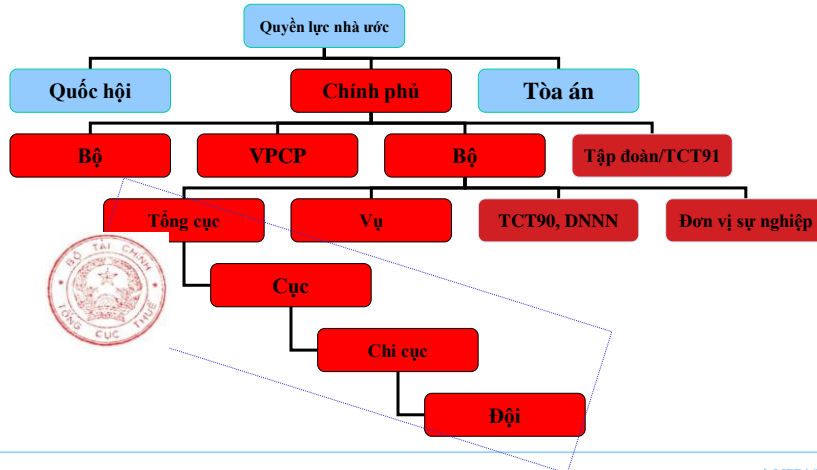 Quyền lực nhà ước
Quốc hội
Chính phủ
Tòa án
Bộ
VPCP
Bộ
Tập đoàn/TCT91
Tổng cục
Vụ
TCT90, DNNN
Đơn vị sự nghiệp
BỘ TÀI CHÍNH
TỔNG CỤC THUẾ
Cục
Chi cục
Đội